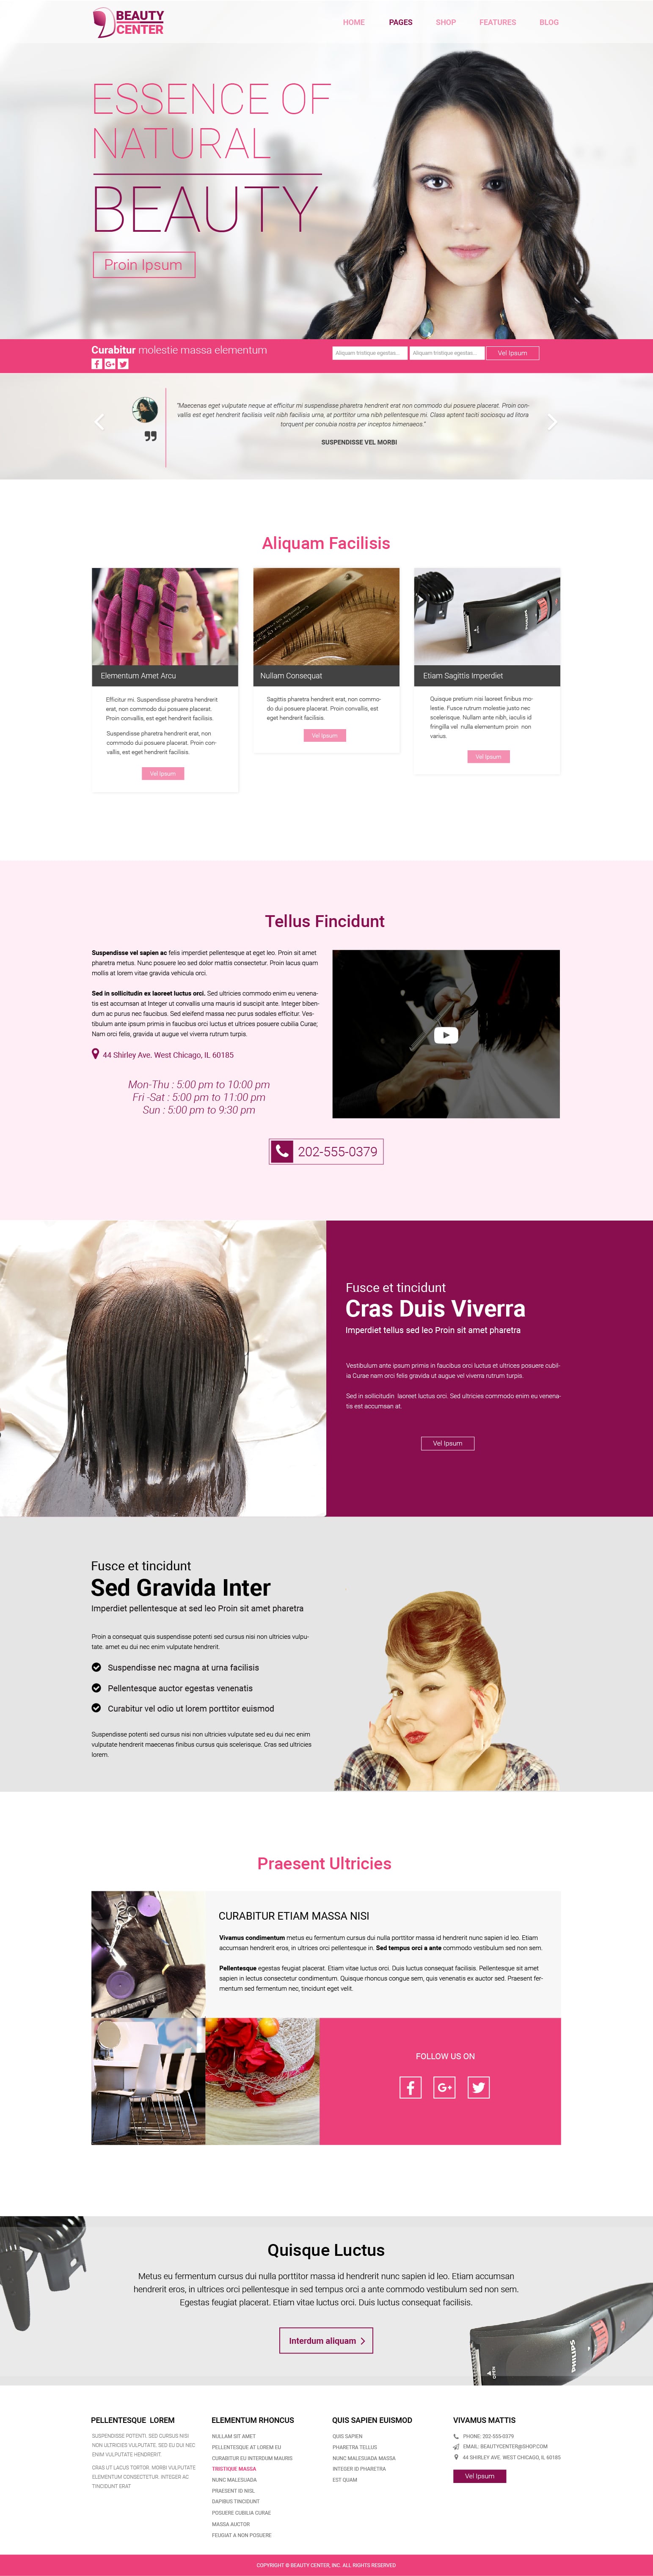 BEAUTY
CENTER
HOME
PAGES
SHOP
FEATURES
BLOG
ESSENCE OF
NATURAL
BEAUTY
Proin Ipsum
Curabitur molestie massa elementum
Aliquam tristique egestas...
Aliquam tristique egestas...
Vel Ipsum
"Maecenas eget vulputate neque at efficitur mi suspendisse pharetra hendrerit erat non commodo dui posuere placerat. Proin con-
vallis est eget hendrerit facilisis velit nibh facilisis urna, at porttitor urna nibh pellentesque mi. Class aptent taciti sociosqu ad litora
torquent per conubia nostra per inceptos himenaeos."
SUSPENDISSE VEL MORBI
Aliquam Facilisis
Elementum Amet Arcu
Efficitur mi. Suspendisse pharetra hendrerit
erat, non commodo dui posuere placerat.
Proin convallis, est eget hendrerit facilisis.
Suspendisse pharetra hendrerit erat, non
commodo dui posuere placerat. Proin con-
vallis, est eget hendrerit facilisis.
Vel Ipsum
Nullam Consequat
Sagittis pharetra hendrerit erat, non commo-
do dui posuere placerat. Proin convallis, est
eget hendrerit facilisis.
Vel Ipsum
PHILIPS
Etiam Sagittis Imperdiet
Quisque pretium nisi laoreet finibus mo-
lestie. Fusce rutrum molestie justo nec
scelerisque. Nullam ante nibh, iaculis id
fringilla vel nulla elementum proin non
varius.
Vel Ipsum
Tellus Fincidunt
Suspendisse vel sapien ac felis imperdiet pellentesque at eget leo. Proin sit amet
pharetra metus. Nunc posuere leo sed dolor mattis consectetur. Proin lacus quam
mollis at lorem vitae gravida vehicula orci.
Sed in sollicitudin ex laoreet luctus orci. Sed ultricies commodo enim eu venena-
tis est accumsan at Integer ut convallis urna mauris id suscipit ante. Integer biben-
dum ac purus nec faucibus. Sed eleifend massa nec purus sodales efficitur. Ves-
tibulum ante ipsum primis in faucibus orci luctus et ultrices posuere cubilia Curae;
Nam orci felis, gravida ut augue vel viverra rutrum turpis.
44 Shirley Ave. West Chicago, IL 60185
Mon-Thu : 5:00 pm to 10:00 pm
Fri -Sat : 5:00 pm to 11:00 pm
Sun : 5:00 pm to 9:30 pm
202-555-0379
Fusce et tincidunt
Cras Duis Viverra
Imperdiet tellus sed leo Proin sit amet pharetra
Vestibulum ante ipsum primis in faucibus orci luctus et ultrices posuere cubil-
ia Curae nam orci felis gravida ut augue vel viverra rutrum turpis.
Sed in sollicitudin laoreet luctus orci. Sed ultricies commodo enim eu venena-
tis est accumsan at.
Vel Ipsum
Fusce et tincidunt
Sed Gravida Inter
Imperdiet pellentesque at sed leo Proin sit amet pharetra
Proin a consequat quis suspendisse potenti sed cursus nisi non ultricies vulpu-
tate. amet eu dui nec enim vulputate hendrerit.
Suspendisse nec magna at urna facilisis
Pellentesque auctor egestas venenatis
Curabitur vel odio ut lorem porttitor euismod
Suspendisse potenti sed cursus nisi non ultricies vulputate sed eu dui nec enim
vulputate hendrerit maecenas finibus cursus quis scelerisque. Cras sed ultricies
lorem.
Praesent Ultricies
CURABITUR ETIAM MASSA NISI
Vivamus condimentum metus eu fermentum cursus dui nulla porttitor massa id hendrerit nunc sapien id leo. Etiam
accumsan hendrerit eros, in ultrices orci pellentesque in. Sed tempus orci a ante commodo vestibulum sed non sem.
Pellentesque egestas feugiat placerat. Etiam vitae luctus orci. Duis luctus consequat facilisis. Pellentesque sit amet
sapien in lectus consectetur condimentum. Quisque rhoncus congue sem, quis venenatis ex auctor sed. Praesent fer-
mentum sed fermentum nec, tincidunt eget velit.
FOLLOW US ON
Quisque Luctus
Metus eu fermentum cursus dui nulla porttitor massa id hendrerit nunc sapien id leo. Etiam accumsan
hendrerit eros, in ultrices orci pellentesque in sed tempus orci a ante commodo vestibulum sed non sem.
Egestas feugiat placerat. Etiam vitae luctus orci. Duis luctus consequat facilisis.
Interdum aliquam
PHILIPS
PELLENTESQUE LOREM
SUSPENDISSE POTENTI. SED CURSUS NISI
NON ULTRICIES VULPUTATE, SED EU DUI NEC
ENIM VULPUTATE HENDRERIT.
CRAS UT LACUS TORTOR. MORBI VULPUTATE
ELEMENTUM CONSECTETUR. INTEGER AC
TINCIDUNT ERAT
ELEMENTUM RHONCUS
NULLAM SIT AMET
PELLENTESQUE AT LOREM EU
CURABITUR EU INTERDUM MAURIS
TRISTIQUE MASSA
NUNC MALESUADA
PRAESENT ID NISL
DAPIBUS TINCIDUNT
POSUERE CUBILIA CURAE
MASSA AUCTOR
FEUGIAT A NON POSUERE
QUIS SAPIEN EUISMOD
QUIS SAPIEN
PHARETRA TELLUS
NUNC MALESUADA MASSA
INTEGER ID PHARETRA
EST QUAM
VIVAMUS MATTIS
PHONE: 202-555-0379
EMAIL: BEAUTYCENTER@SHOP.COM
44 SHIRLEY AVE. WEST CHICAGO, IL 60185
Vel Ipsum
COPYRIGHT © BEAUTY CENTER, INC. ALL RIGHTS RESERVED